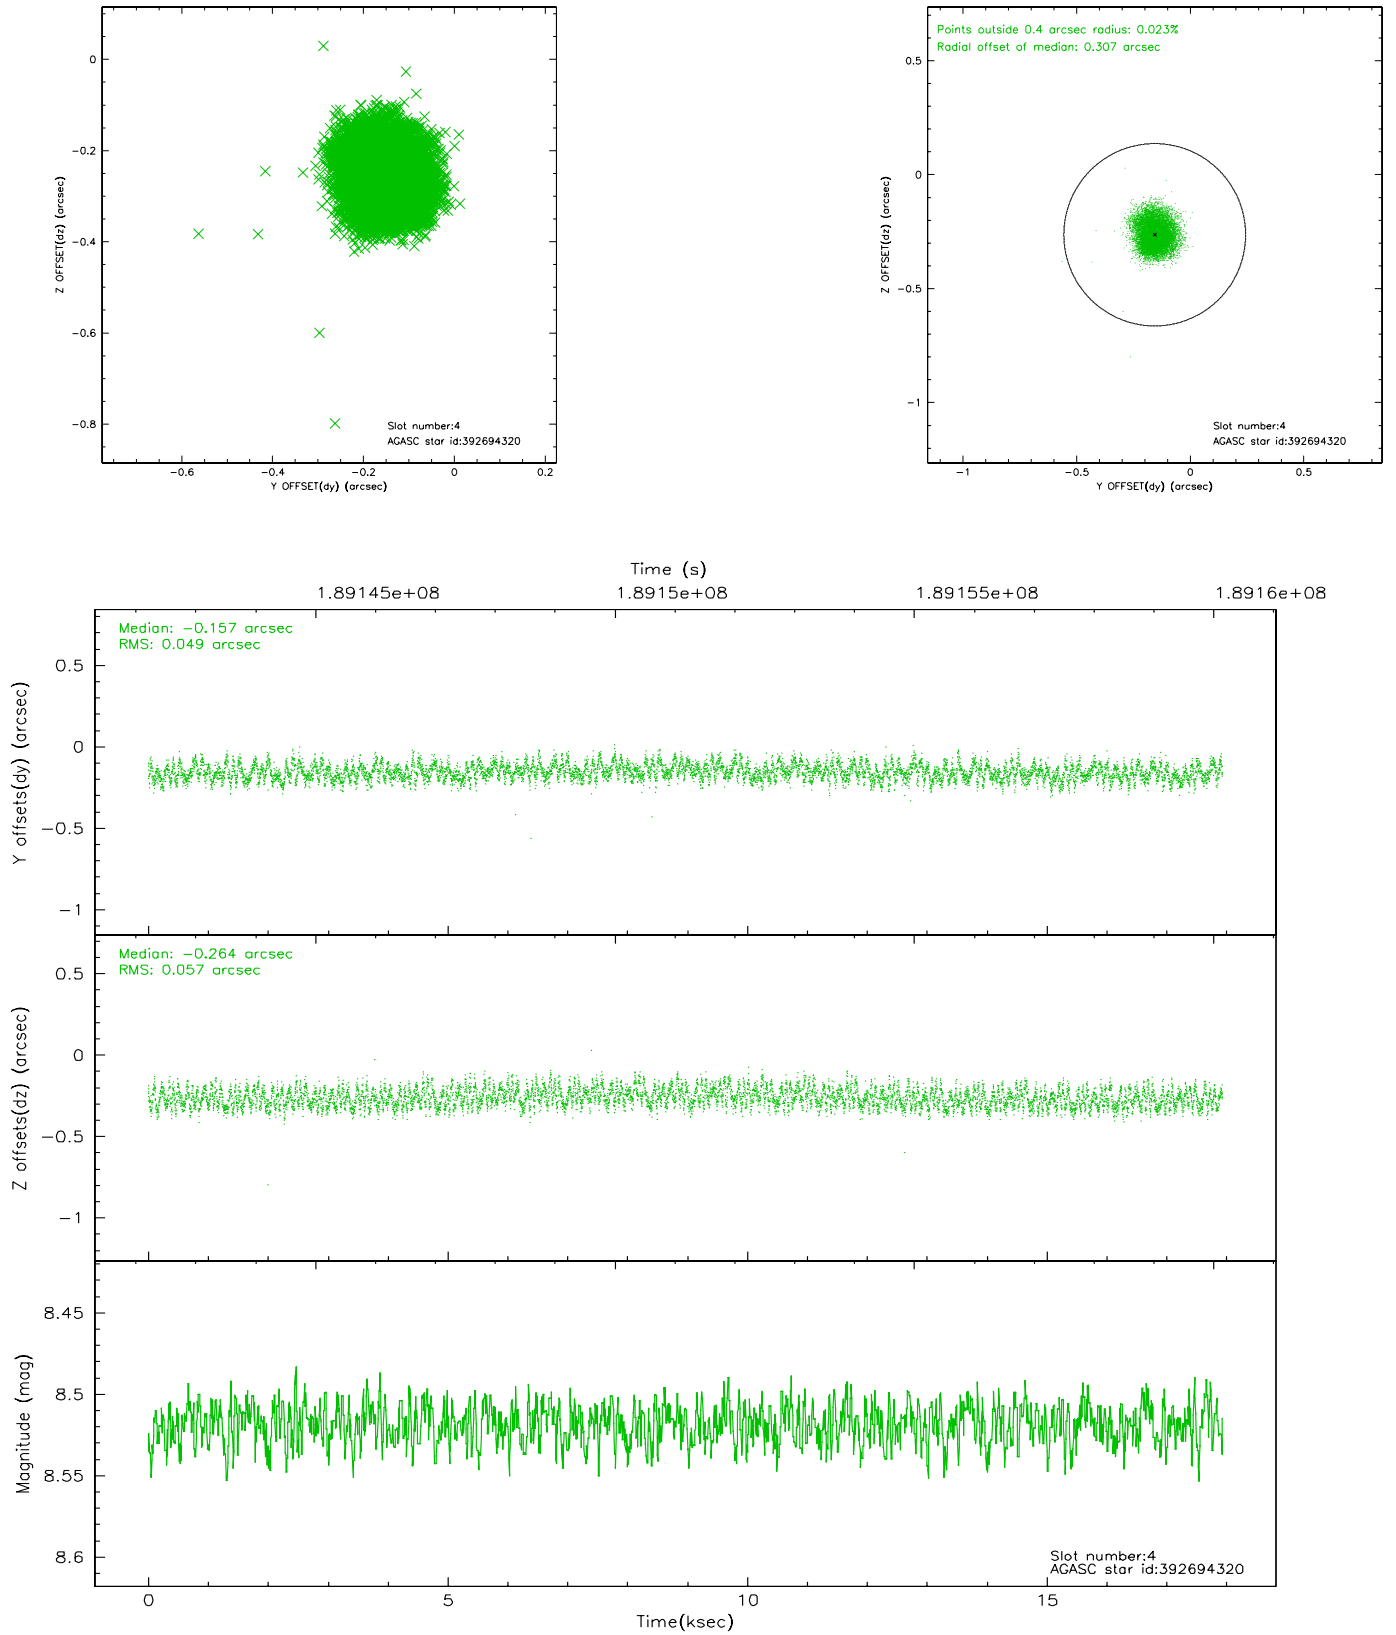 0
−0.2
−0.4
−0.6
−0.8
Z OFFSET(dz) (arcsec)
Slot number:4
AGASC star id:392694320
−0.6 −0.4 −0.2 0 0.2
Y OFFSET(dy) (arcsec)
Points outside 0.4 arcsec radius: 0.023%
Radial offset of median: 0.307 arcsec
0.5
0
−0.5
−1
Z OFFSET(dz) (arcsec)
Slot number:4
AGASC star id:392694320
−1 −0.5 0 0.5
Y OFFSET(dy) (arcsec)
Time (s)
1.89145e+08 1.8915e+08 1.89155e+08 1.8916e+08
Median: −0.157 arcsec
RMS: 0.049 arcsec
0.5
0
−0.5
−1
Y offsets(dy) (arcsec)
Median: −0.264 arcsec
RMS: 0.057 arcsec
0.5
0
−0.5
−1
Z offsets(dz) (arcsec)
8.45
8.5
8.55
8.6
Magnitude (mag)
Slot number:4
AGASC star id:392694320
0 5 10 15
Time(ksec)